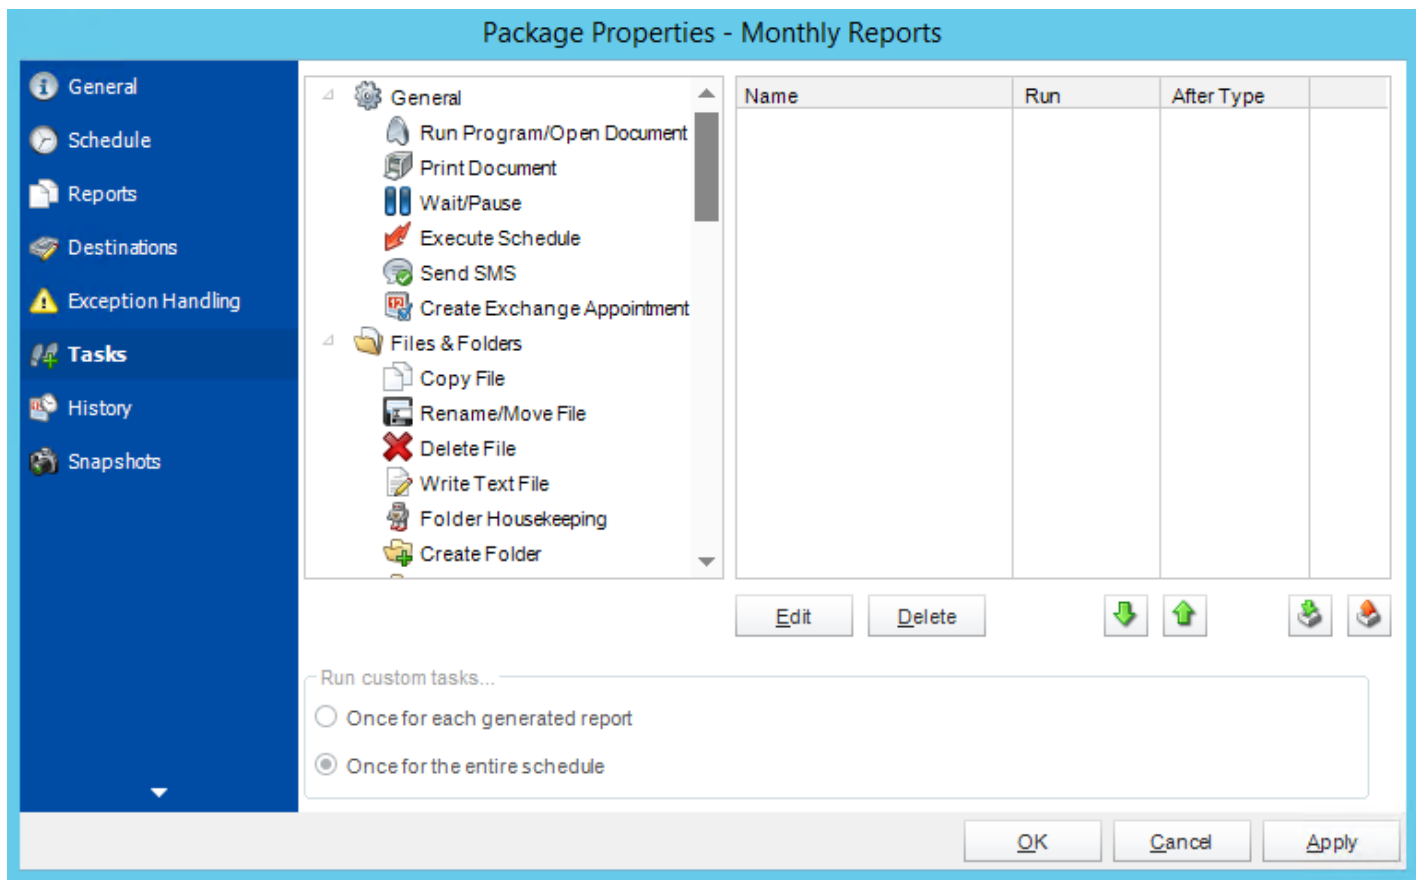 Package Properties - Monthly Reports
General
Schedule
Reports
Destinations
Exception Handling
Tasks
History
Snapshots
General
Run Program/Open Document
Print Document
Wait/Pause
Execute Schedule
Send SMS
Create Exchange Appointment
Files & Folders
Copy File
Rename/Move File
Delete File
Write Text File
Folder Housekeeping
Create Folder
Name Run After Type
Edit Delete
Run custom tasks...
Once for each generated report
Once for the entire schedule
OK Cancel Apply